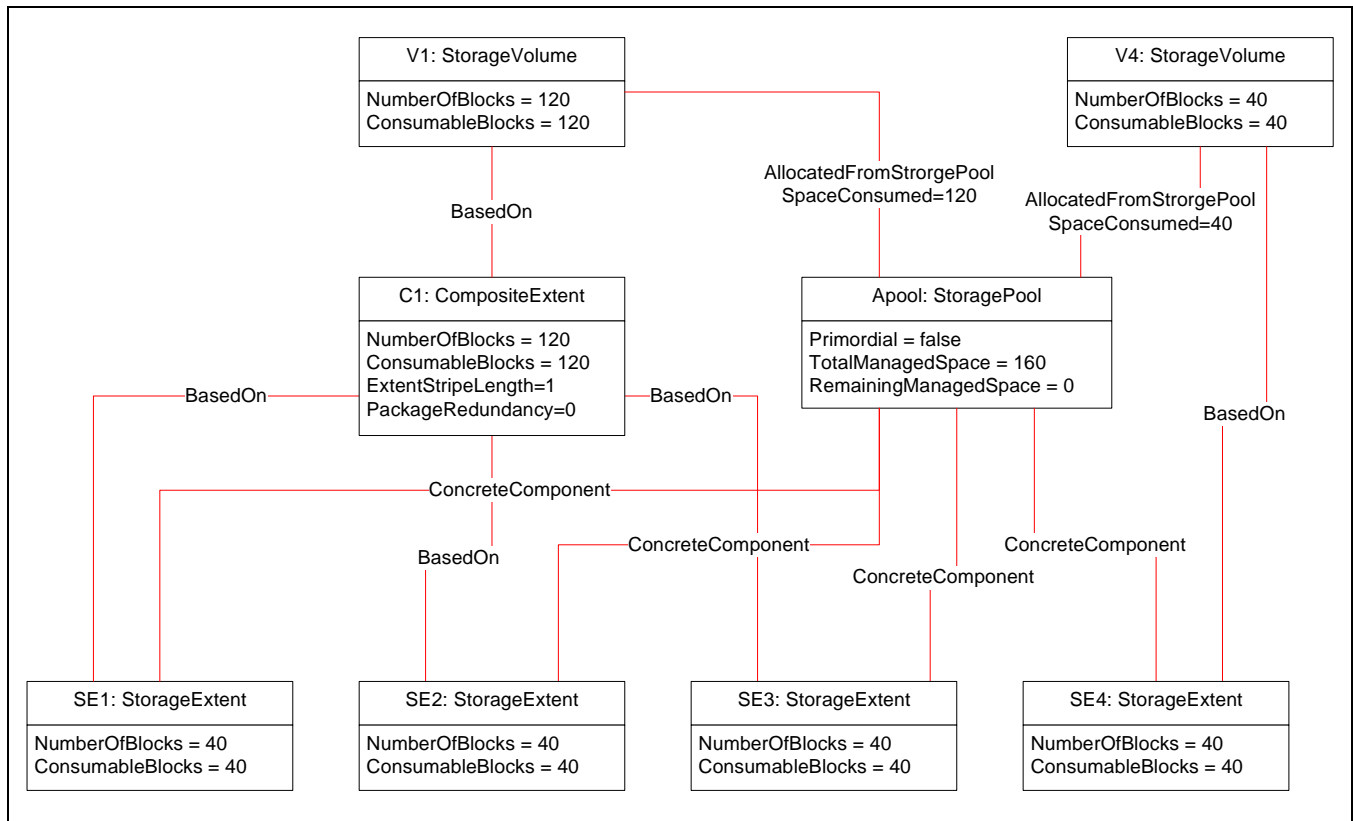 V1: StorageVolume
NumberOfBlocks = 120
ConsumableBlocks = 120
V4: StorageVolume
NumberOfBlocks = 40
ConsumableBlocks = 40
AllocatedFromStrorgePool
SpaceConsumed=120
AllocatedFromStrorgePool
SpaceConsumed=40
BasedOn
C1: CompositeExtent
NumberOfBlocks = 120
ConsumableBlocks = 120
ExtentStripeLength=1
PackageRedundancy=0
Apool: StoragePool
Primordial = false
TotalManagedSpace = 160
RemainingManagedSpace = 0
BasedOn
BasedOn
BasedOn
ConcreteComponent
BasedOn
ConcreteComponent
ConcreteComponent
ConcreteComponent
SE1: StorageExtent
NumberOfBlocks = 40
ConsumableBlocks = 40
SE2: StorageExtent
NumberOfBlocks = 40
ConsumableBlocks = 40
SE3: StorageExtent
NumberOfBlocks = 40
ConsumableBlocks = 40
SE4: StorageExtent
NumberOfBlocks = 40
ConsumableBlocks = 40